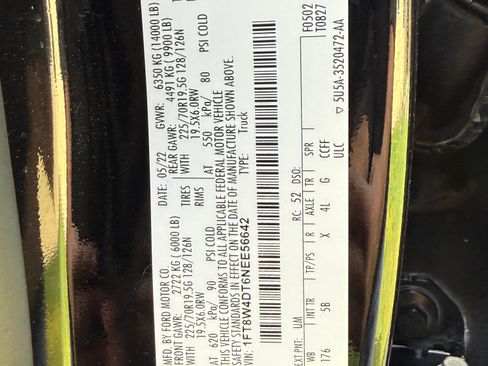 MFD. BY FORD MOTOR CO.
DATE: 05/22 GVWR: 6350 KG (14000 LB)
FRONT GAWR: 2722 KG (6000 LB) REAR GAWR: 4491 KG (9900 LB)
225/70R19.5G 128/126N TIRES WITH 225/70R19.5G 128/126N
19.5X6.0RW RIMS 19.5X6.0RW
AT 620 kPa/ 90 PSI COLD AT 550 kPa/ 80 PSI COLD
THIS VEHICLE CONFORMS TO ALL APPLICABLE FEDERAL MOTOR VEHICLE
SAFETY STANDARDS IN EFFECT ON THE DATE OF MANUFACTURE SHOWN ABOVE.
VIN: 1FT8W4DT6NEE56642 TYPE: Truck
F0502
T0827
EXT PNT: UM RC: 52 DSO:
WB INT TR TP/PS R AXLE TR SPR
176 5B X 4L G CCFF
ULC
▽ 5U5A-3520472-AA